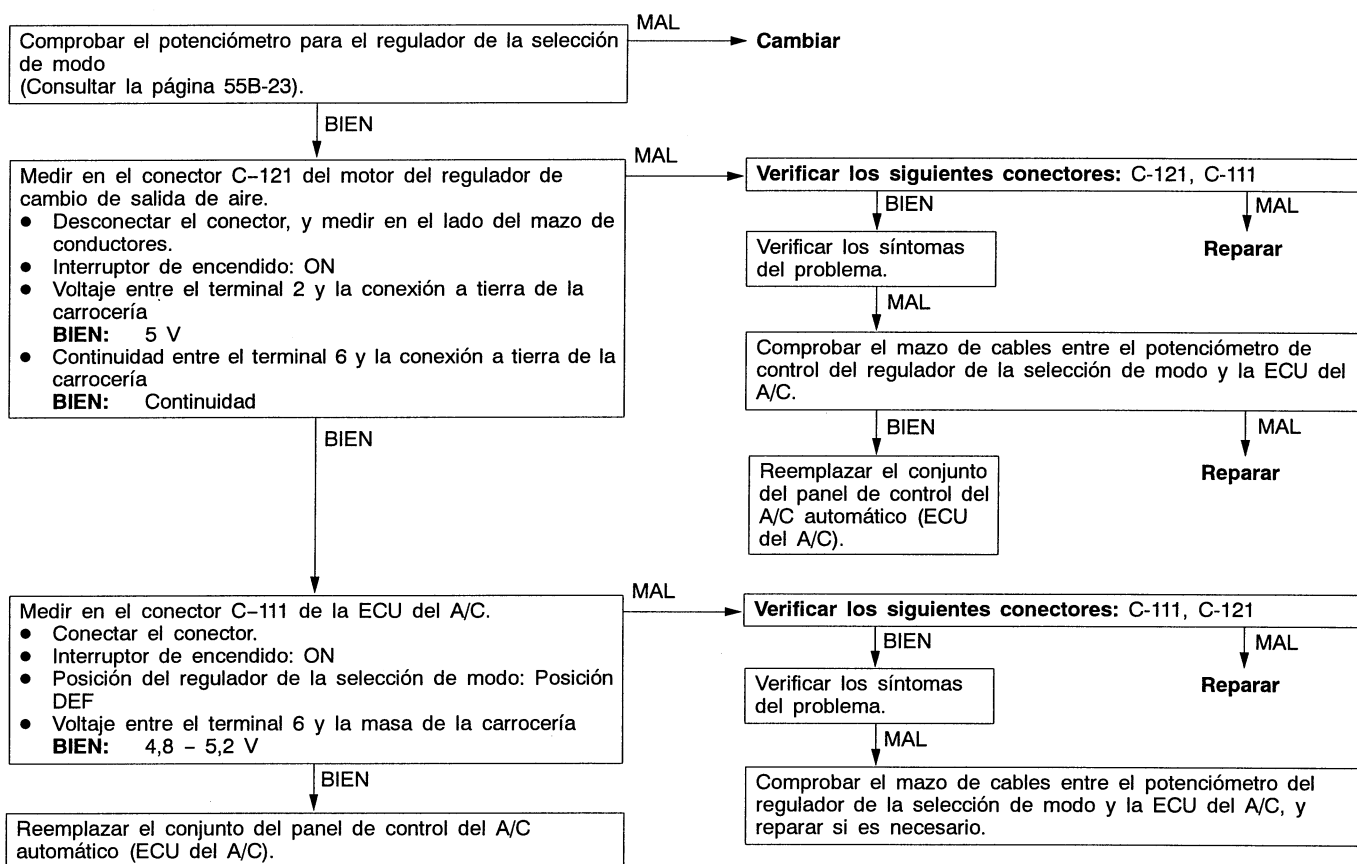 Comprobar el potenciómetro para el regulador de la selección
de modo
(Consultar la página 55B-23).
MAL
Cambiar
BIEN
Medir en el conector C–121 del motor del regulador de
cambio de salida de aire.
● Desconectar el conector, y medir en el lado del mazo de
conductores.
● Interruptor de encendido: ON
● Voltaje entre el terminal 2 y la conexión a tierra de la
carrocería
BIEN: 5 V
● Continuidad entre el terminal 6 y la conexión a tierra de la
carrocería
BIEN: Continuidad
MAL
Verificar los siguientes conectores: C-121, C-111
BIEN
MAL
Verificar los síntomas
del problema.
Reparar
MAL
Comprobar el mazo de cables entre el potenciómetro de
control del regulador de la selección de modo y la ECU del
A/C.
BIEN
MAL
Reemplazar el conjunto
del panel de control del
A/C automático (ECU
del A/C).
Reparar
BIEN
Medir en el conector C–111 de la ECU del A/C.
● Conectar el conector.
● Interruptor de encendido: ON
● Posición del regulador de la selección de modo: Posición
DEF
● Voltaje entre el terminal 6 y la masa de la carrocería
BIEN: 4,8 – 5,2 V
MAL
Verificar los siguientes conectores: C-111, C-121
BIEN
MAL
Verificar los síntomas
del problema.
Reparar
MAL
Comprobar el mazo de cables entre el potenciómetro del
regulador de la selección de modo y la ECU del A/C, y
reparar si es necesario.
BIEN
Reemplazar el conjunto del panel de control del A/C
automático (ECU del A/C).